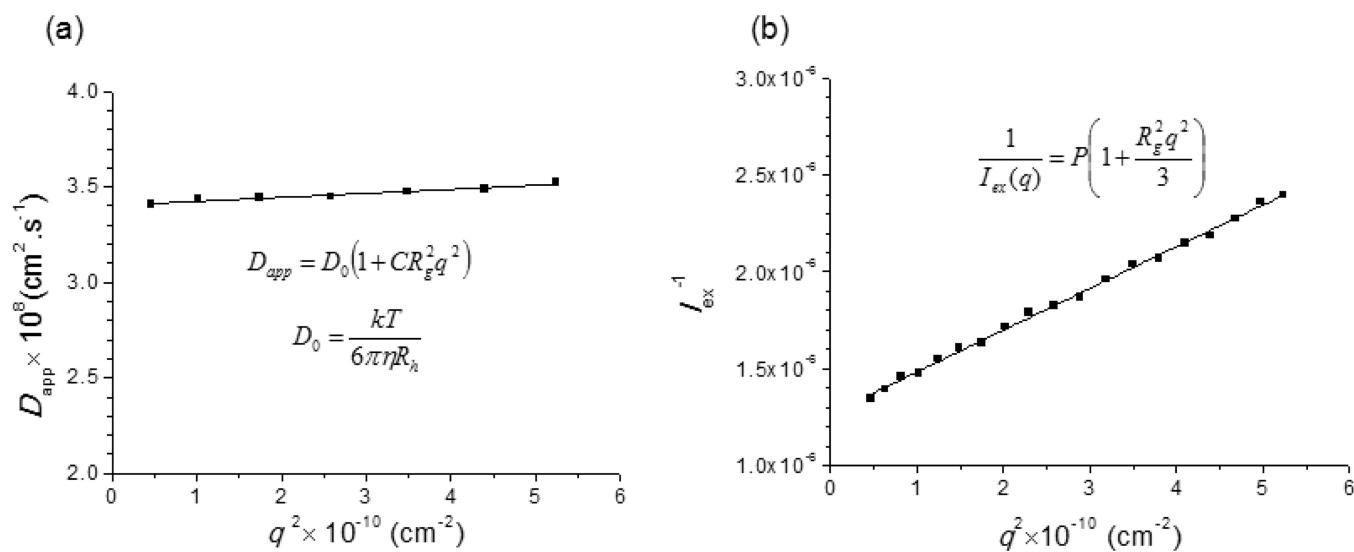 (a)
D_app × 10^8 (cm^2.s^-1)
4.0
3.5
3.0
2.5
2.0
D_app = D_0(1 + CR_g^2 q^2)
D_0 = kT / 6πηR_h
0 1 2 3 4 5 6
q^2 × 10^-10 (cm^-2)
(b)
I_ex^-1
3.0x10^-6
2.5x10^-6
2.0x10^-6
1.5x10^-6
1.0x10^-6
1 / I_ex(q) = P(1 + R_g^2 q^2 / 3)
0 1 2 3 4 5 6
q^2×10^-10 (cm^-2)